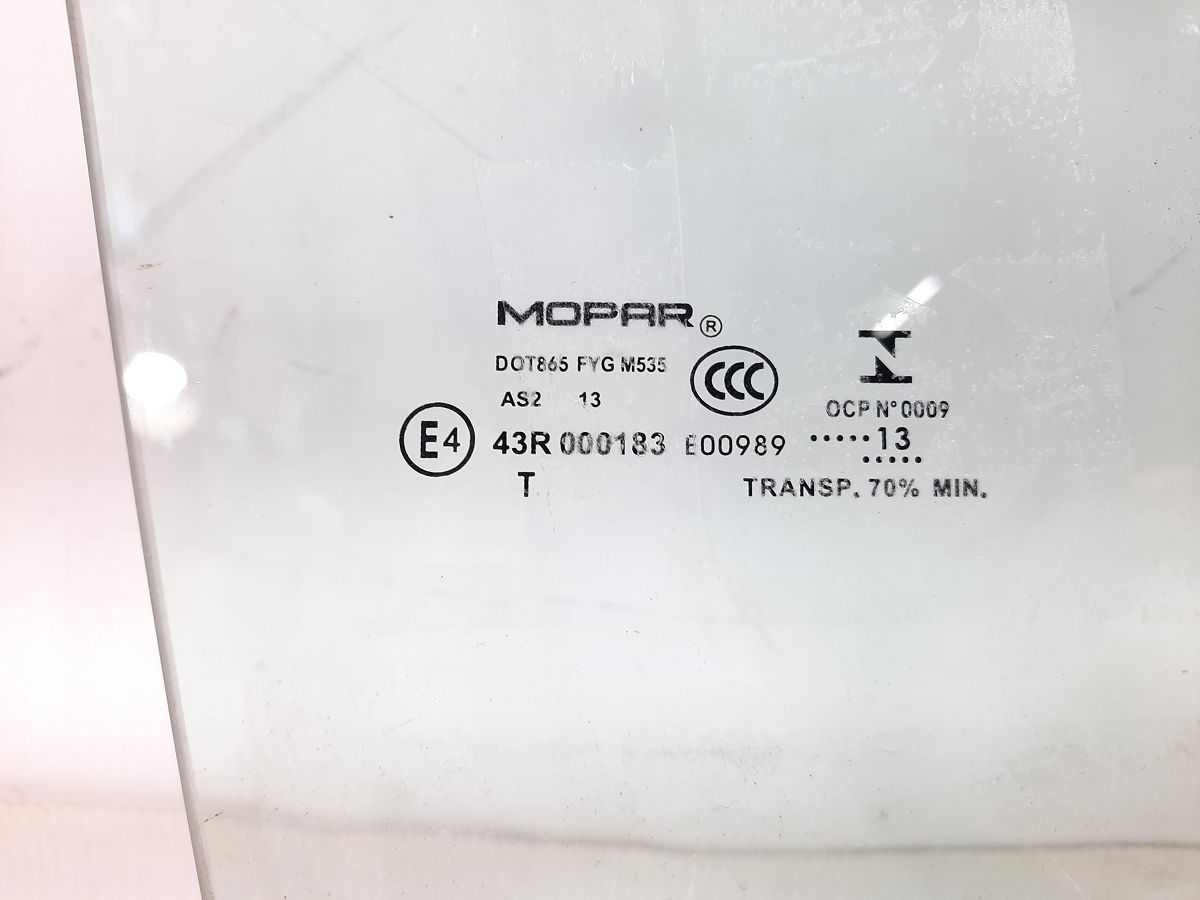 MOPAR®
DOT865 FYG M535
AS2 13
CCC
OCP N°0009
E4
43R 000183 E00989
•••••13
•••••
T
TRANSP. 70% MIN.